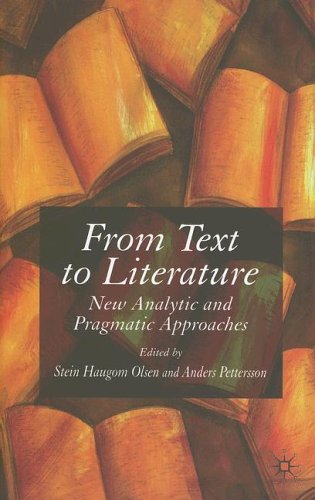 From Text
to Literature
New Analytic and
Pragmatic Approaches
Edited by
Stein Haugom Olsen and Anders Pettersson